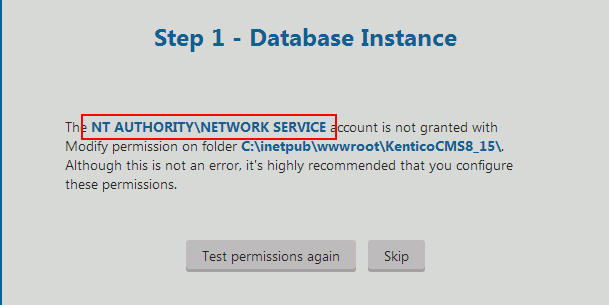 Step 1 - Database Instance
The NT AUTHORITY\NETWORK SERVICE account is not granted with
Modify permission on folder C:\inetpub\wwwroot\KenticoCMS8_15\.
Although this is not an error, it's highly recommended that you configure
these permissions.
Test permissions again Skip